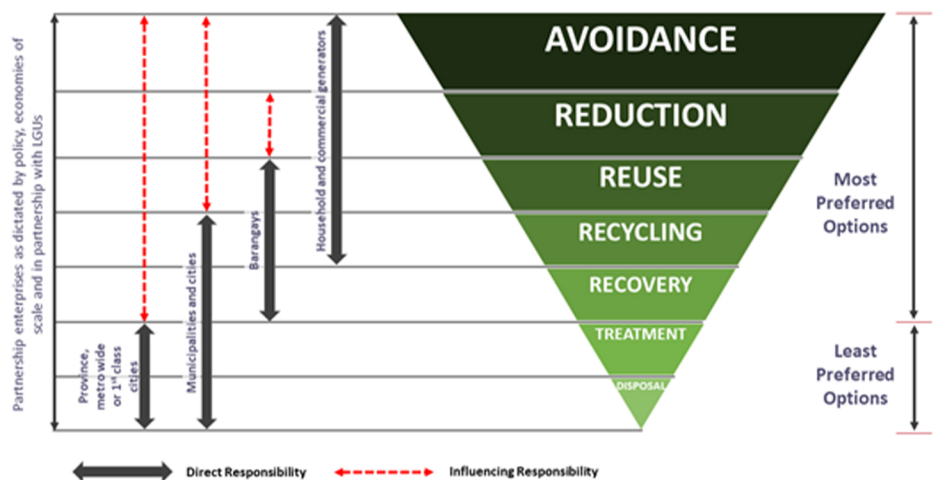 Partnership enterprises as dictated by policy, economies of
scale and in partnership with LGUs
Province,
metro wide
or 1st class
cities
Municipalities and cities
Barangays
Household and commercial generators
AVOIDANCE
REDUCTION
REUSE
RECYCLING
RECOVERY
TREATMENT
DISPOSAL
Most
Preferred
Options
Least
Preferred
Options
Direct Responsibility
Influencing Responsibility